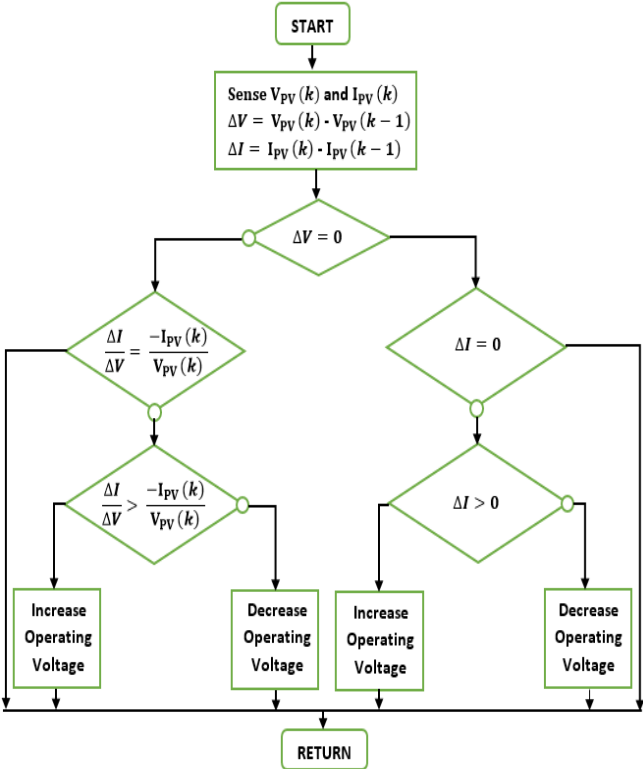 START
Sense V_PV (k) and I_PV (k)
ΔV = V_PV (k) - V_PV (k − 1)
ΔI = I_PV (k) - I_PV (k − 1)
ΔV = 0
ΔI/ΔV = −I_PV (k)/V_PV (k)
ΔI = 0
ΔI/ΔV > −I_PV (k)/V_PV (k)
ΔI > 0
Increase
Operating
Voltage
Decrease
Operating
Voltage
Increase
Operating
Voltage
Decrease
Operating
Voltage
RETURN